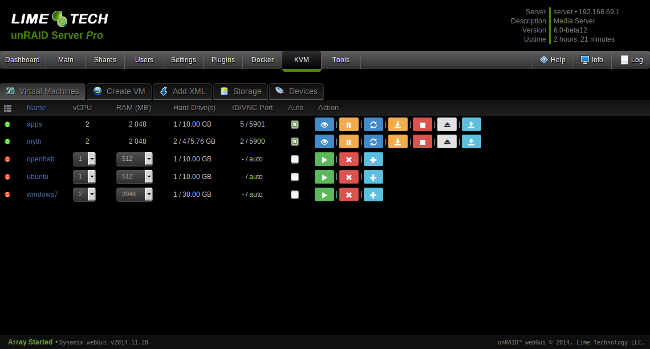 LIME TECH
unRAID Server Pro
Server server • 192.168.69.1
Description Media Server
Version 6.0-beta12
Uptime 2 hours, 21 minutes
Dashboard Main Shares Users Settings Plugins Docker KVM Tools Help Info Log
Virtual Machines Create VM Add XML Storage Devices
Name vCPU RAM (MB) Hard Drive(s) ID/VNC Port Auto Action
apps 2 2 048 1 / 10.00 GB 5 / 5901
myth 2 2 048 2 / 475.76 GB 2 / 5900
openhab 1 512 1 / 10.00 GB - / auto
ubuntu 1 512 1 / 10.00 GB - / auto
windows7 2 2048 1 / 30.00 GB - / auto
Array Started • Dynamix webGui v2014.11.28 unRAID™ webGui © 2014, Lime Technology LLC.